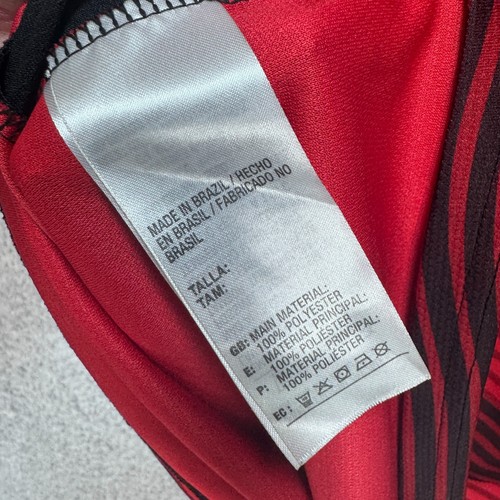 MADE IN BRAZIL / HECHO
EN BRASIL / FABRICADO NO
BRASIL
TALLA:
TAM:
GB: MAIN MATERIAL:
100% POLYESTER
E: MATERIAL PRINCIPAL:
100% POLIÉSTER
P: MATERIAL PRINCIPAL:
100% POLIÉSTER
EC: